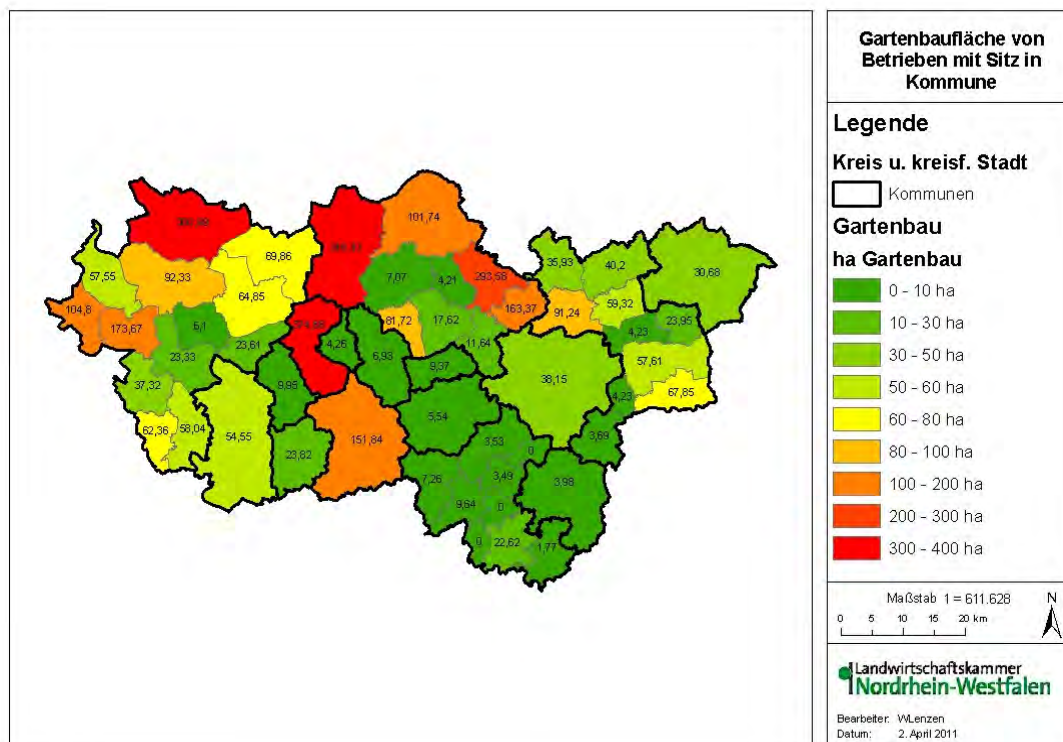 Gartenbaufläche von
Betrieben mit Sitz in
Kommune
Legende
Kreis u. kreisf. Stadt
Kommunen
Gartenbau
ha Gartenbau
0 - 10 ha
10 - 30 ha
30 - 50 ha
50 - 60 ha
60 - 80 ha
80 - 100 ha
100 - 200 ha
200 - 300 ha
300 - 400 ha
Maßstab 1 = 611.628
N
0 5 10 15 20 km
Landwirtschaftskammer
Nordrhein-Westfalen
Bearbeiter: WLenzen
Datum: 2. April 2011
101,74
69,86
57,55
92,33
7,07
4,21
293,58
35,93
40,2
30,68
64,85
104,8
173,67
6,1
163,37
91,24
59,32
23,95
4,23
81,72
17,62
23,33
23,61
4,26
6,93
11,64
57,61
37,32
9,95
9,37
38,15
67,85
4,23
62,36
58,04
54,55
151,84
5,54
23,82
3,53
0
3,69
7,26
3,49
3,98
9,64
0
0
22,62
1,77